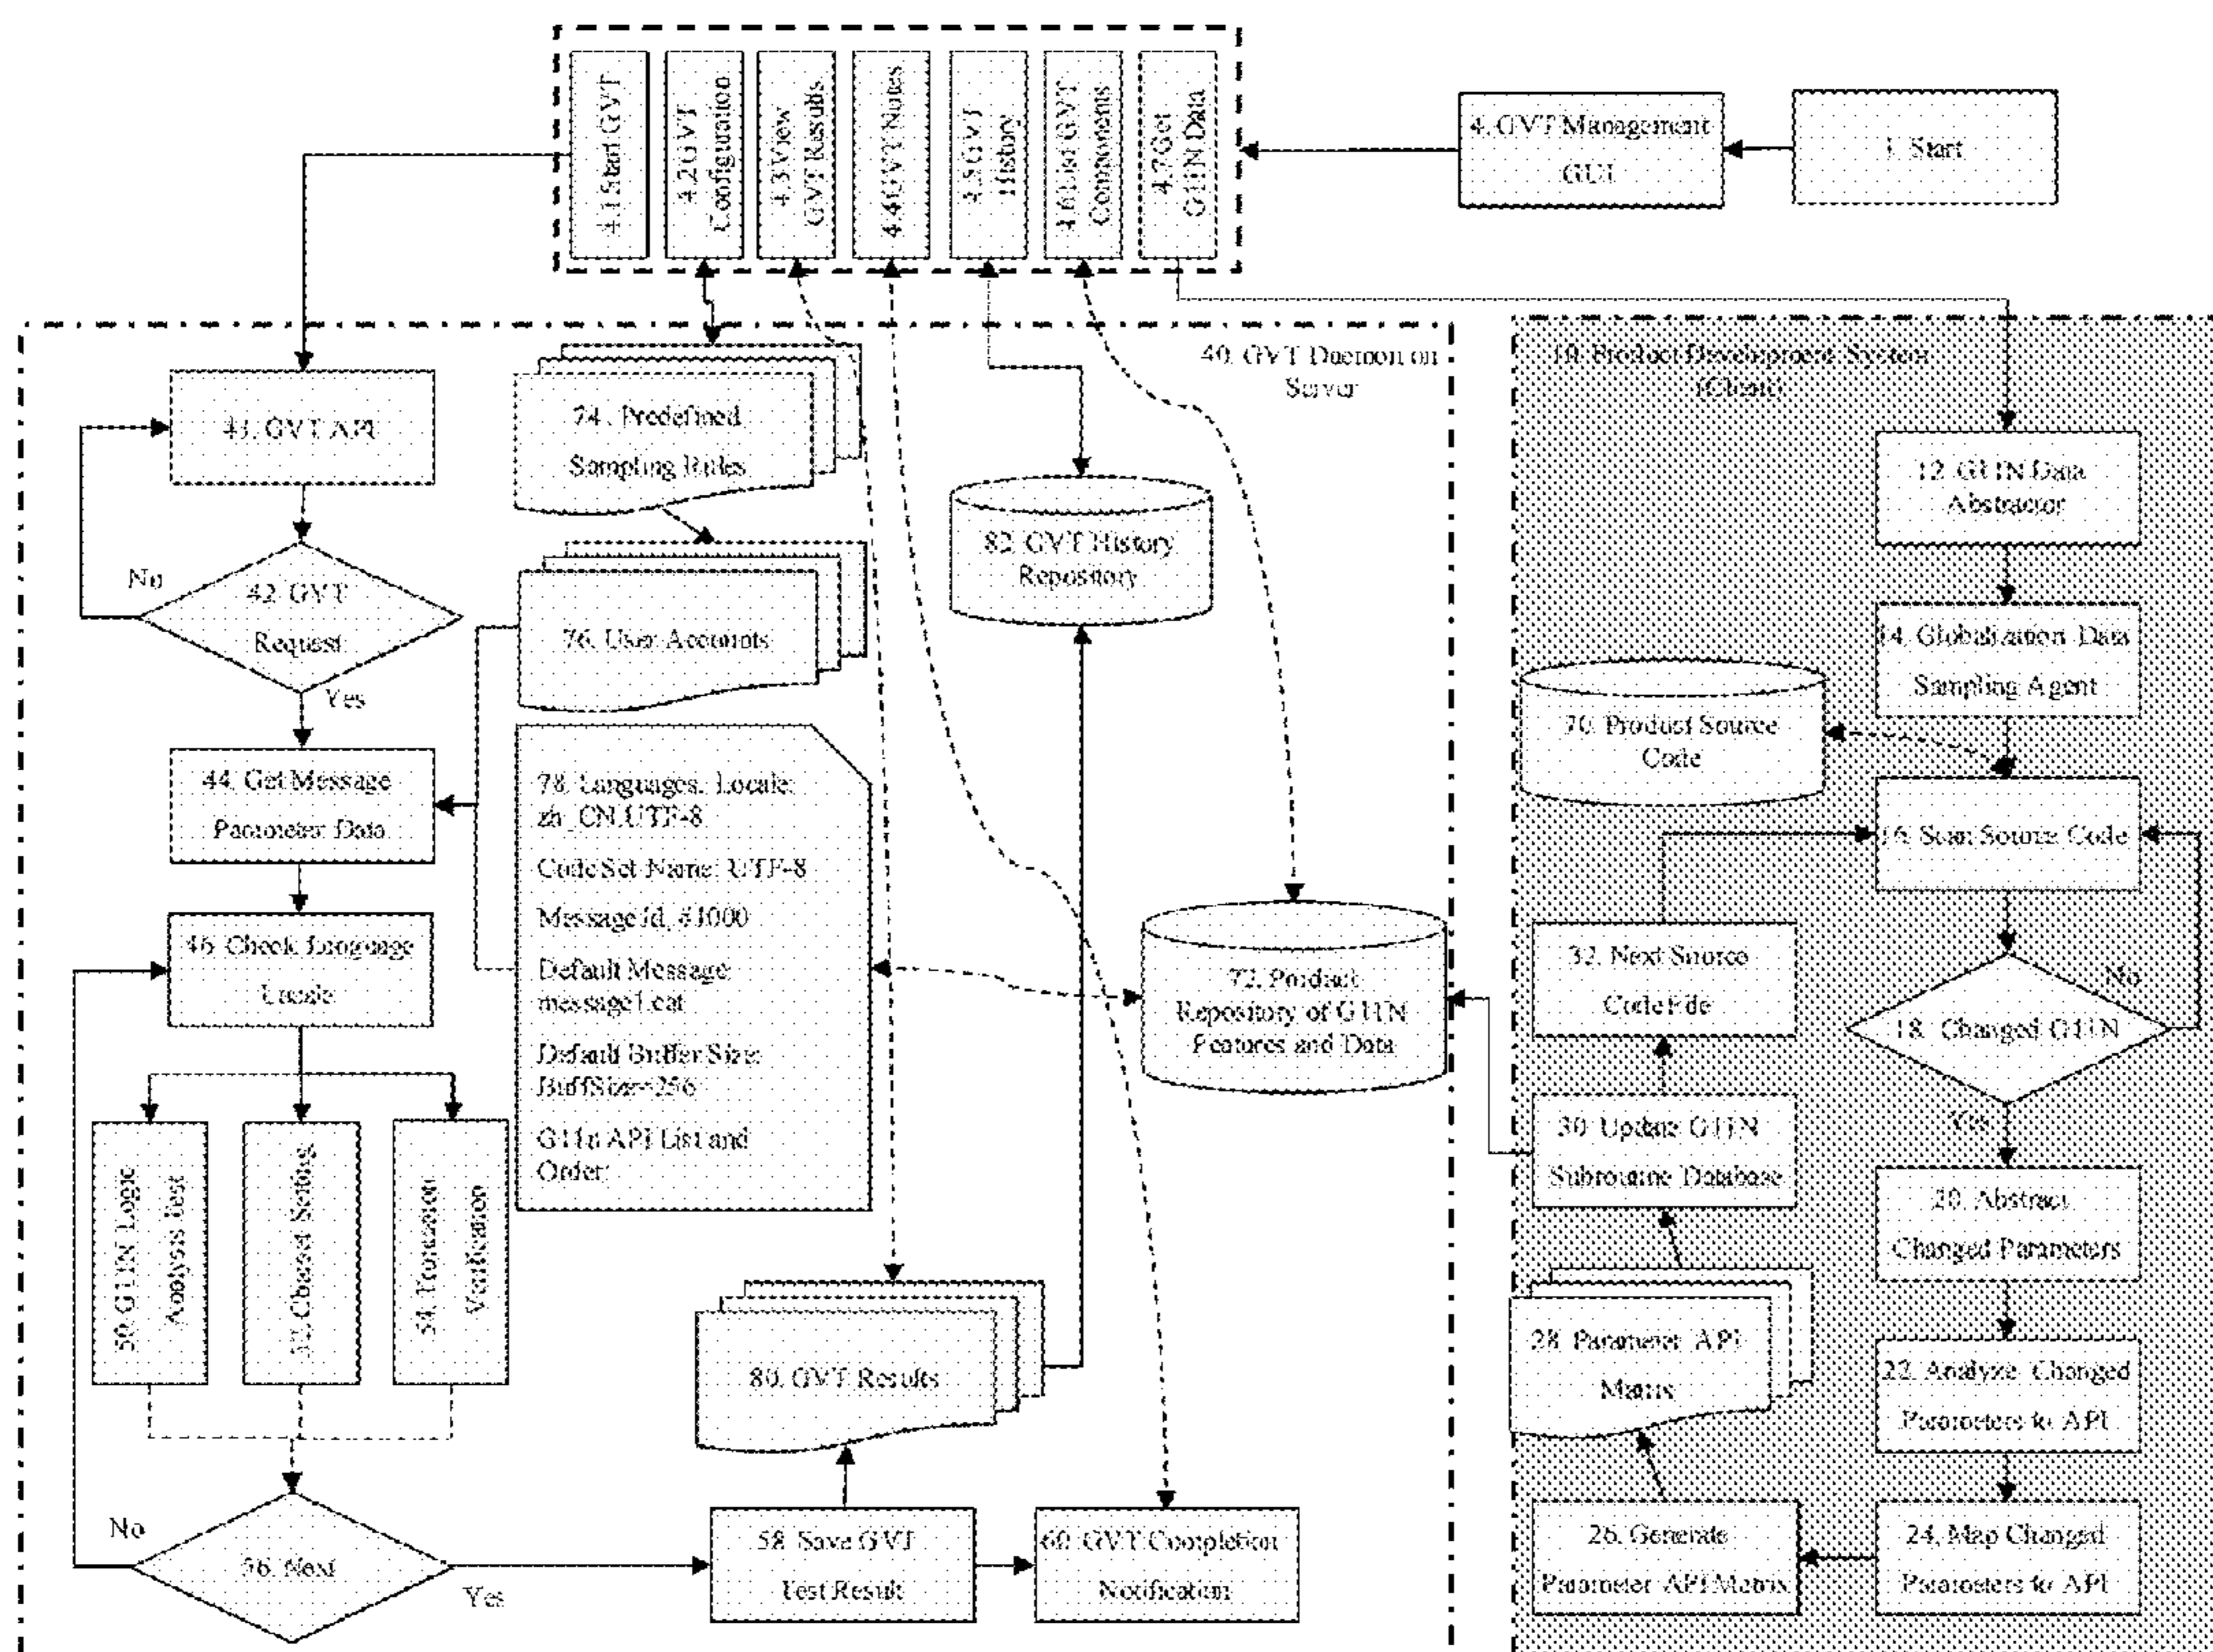 4.1 Start GVT
4.2 GVT
Configuration
4.3 View
GVT Results
4.4 GVT Notes
4.5 GVT
History
4.6 List GVT
Components
4.7 Get
G11N Data
4. GVT Management
GUI
1. Start
40. GVT Daemon on
Server
10. Product Development System
(Client)
41. GVT API
74. Predefined
Sampling Rules
12. G11N Data
Abstractor
No
42. GVT
Request
Yes
76. User Accounts
82. GVT History
Repository
14. Globalization Data
Sampling Agent
70. Product Source
Code
44. Get Message
Parameter Data
78. Languages. Locale:
zh_CN.UTF-8
CodeSet Name: UTF-8
Message Id. #1000
Default Message:
message1.cat
Default Buffer Size:
BuffSize=256
G11n API List and
Order:
16. Scan Source Code
46. Check Language
Locale
72. Product
Repository of G11N
Features and Data
32. Next Source
Code File
No
18. Changed G11N
Yes
30. Update G11N
Subroutine Database
50. G11N Logic
Analysis Test
52. Charset Setting
54. Translation
Verification
20. Abstract
Changed Parameters
28. Parameter API
Matrix
22. Analyze Changed
Parameters to API
80. GVT Results
No
56. Next
Yes
58. Save GVT
Test Result
60. GVT Completion
Notification
26. Generate
Parameter API Matrix
24. Map Changed
Parameters to API